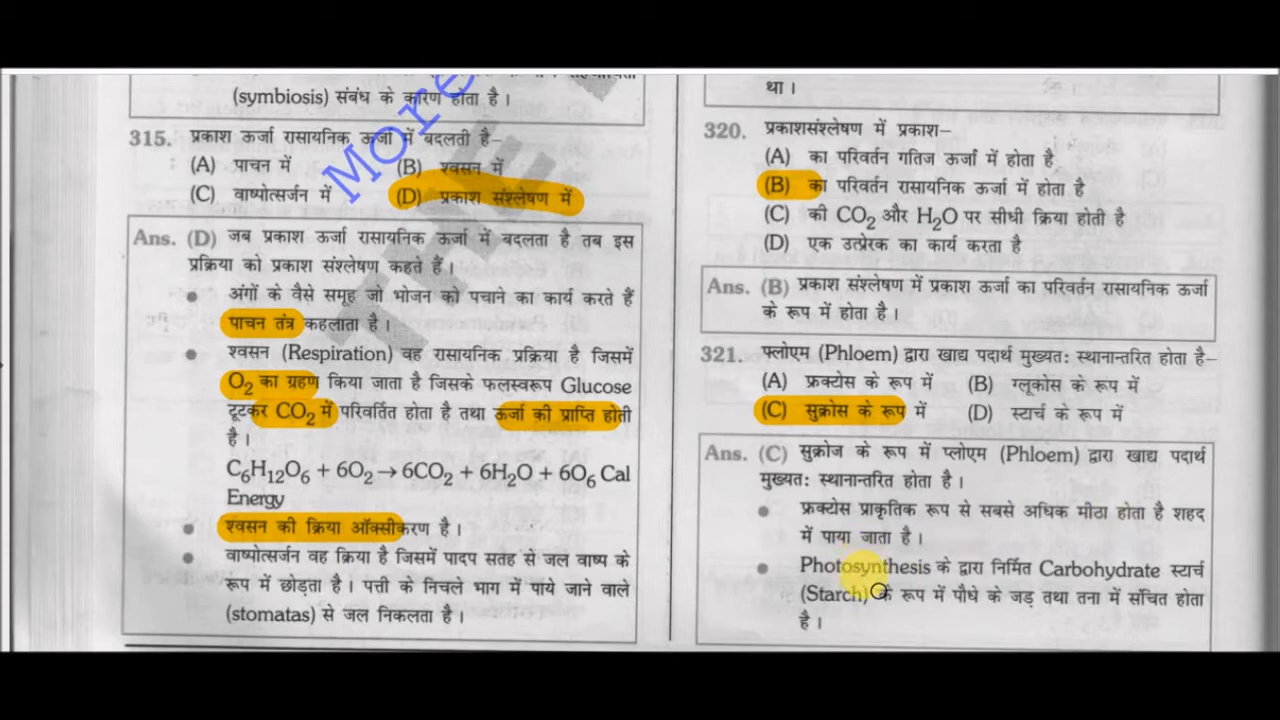 (symbiosis) संबंध के कारण होता है।
315. प्रकाश ऊर्जा रासायनिक ऊर्जा में बदलती है–
(A) पाचन में (B) श्वसन में
(C) वाष्पोत्सर्जन में (D) प्रकाश संश्लेषण में
Ans. (D) जब प्रकाश ऊर्जा रासायनिक ऊर्जा में बदलता है तब इस
प्रक्रिया को प्रकाश संश्लेषण कहते हैं।
● अंगों के वैसे समूह जो भोजन को पचाने का कार्य करते हैं
पाचन तंत्र कहलाता है।
● श्वसन (Respiration) वह रासायनिक प्रक्रिया है जिसमें
O₂ का ग्रहण किया जाता है जिसके फलस्वरूप Glucose
टूटकर CO₂ में परिवर्तित होता है तथा ऊर्जा की प्राप्ति होती
है।
C₆H₁₂O₆ + 6O₂ → 6CO₂ + 6H₂O + 6O₆ Cal
Energy
● श्वसन की क्रिया ऑक्सीकरण है।
● वाष्पोत्सर्जन वह क्रिया है जिसमें पादप सतह से जल वाष्प के
रूप में छोड़ता है। पत्ती के निचले भाग में पाये जाने वाले
(stomatas) से जल निकलता है।
More
था।
320. प्रकाशसंश्लेषण में प्रकाश–
(A) का परिवर्तन गतिज ऊर्जा में होता है
(B) का परिवर्तन रासायनिक ऊर्जा में होता है
(C) की CO₂ और H₂O पर सीधी क्रिया होती है
(D) एक उत्प्रेरक का कार्य करता है
Ans. (B) प्रकाश संश्लेषण में प्रकाश ऊर्जा का परिवर्तन रासायनिक ऊर्जा
के रूप में होता है।
321. फ्लोएम (Phloem) द्वारा खाद्य पदार्थ मुख्यत: स्थानान्तरित होता है–
(A) फ्रक्टोस के रूप में (B) ग्लूकोस के रूप में
(C) सुक्रोस के रूप में (D) स्टार्च के रूप में
Ans. (C) सुक्रोज के रूप में प्लोएम (Phloem) द्वारा खाद्य पदार्थ
मुख्यत: स्थानान्तरित होता है।
● फ्रक्टोस प्राकृतिक रूप से सबसे अधिक मीठा होता है शहद
में पाया जाता है।
● Photosynthesis के द्वारा निर्मित Carbohydrate स्टार्च
(Starch) के रूप में पौधे के जड़ तथा तना में संचित होता
है।